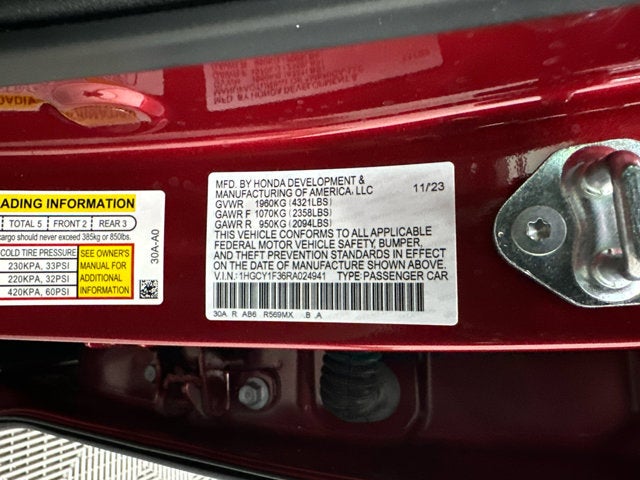 ADING INFORMATION
TOTAL 5 FRONT 2 REAR 3
cargo should never exceed 385kg or 850lbs.
COLD TIRE PRESSURE
230KPA, 33PSI
220KPA, 32PSI
420KPA, 60PSI
SEE OWNER'S
MANUAL FOR
ADDITIONAL
INFORMATION
30A-A0
MFD. BY HONDA DEVELOPMENT & 11/23
MANUFACTURING OF AMERICA, LLC
GVWR 1960KG (4321LBS)
GAWR F 1070KG (2358LBS)
GAWR R 950KG (2094LBS)
THIS VEHICLE CONFORMS TO ALL APPLICABLE
FEDERAL MOTOR VEHICLE SAFETY, BUMPER,
AND THEFT PREVENTION STANDARDS IN EFFECT
ON THE DATE OF MANUFACTURE SHOWN ABOVE.
V.I.N.: 1HGCY1F36RA024941 TYPE PASSENGER CAR
30A R AB6 R569MX .B .A